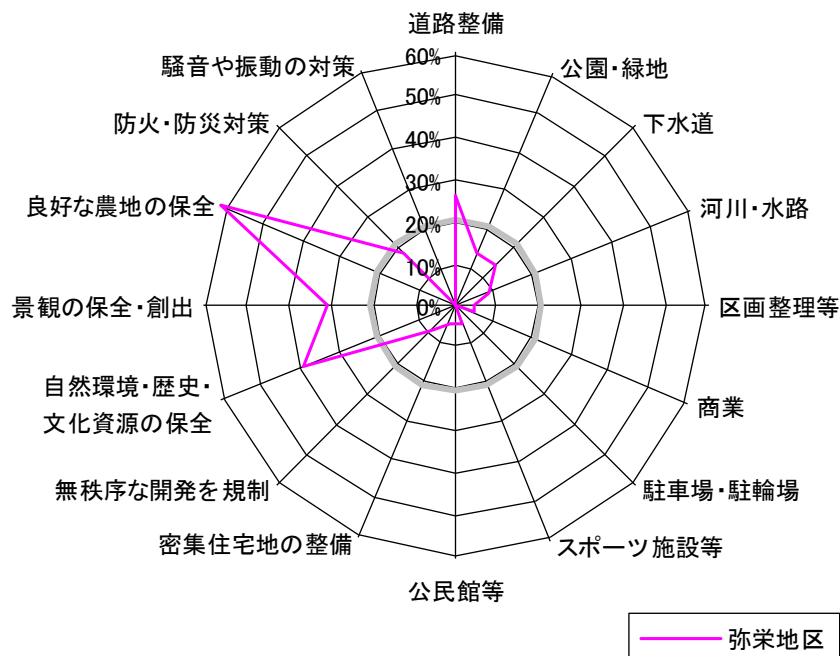 道路整備
60%
50%
40%
30%
20%
10%
0%
公園・緑地
下水道
河川・水路
区画整理等
商業
駐車場・駐輪場
スポーツ施設等
公民館等
密集住宅地の整備
無秩序な開発を規制
自然環境・歴史・
文化資源の保全
景観の保全・創出
良好な農地の保全
防火・防災対策
騒音や振動の対策
弥栄地区